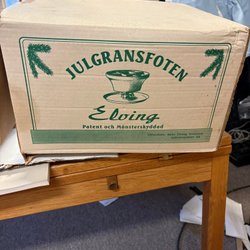 JULGRANSFOTEN
Elving
Patent och Mönsterskyddad